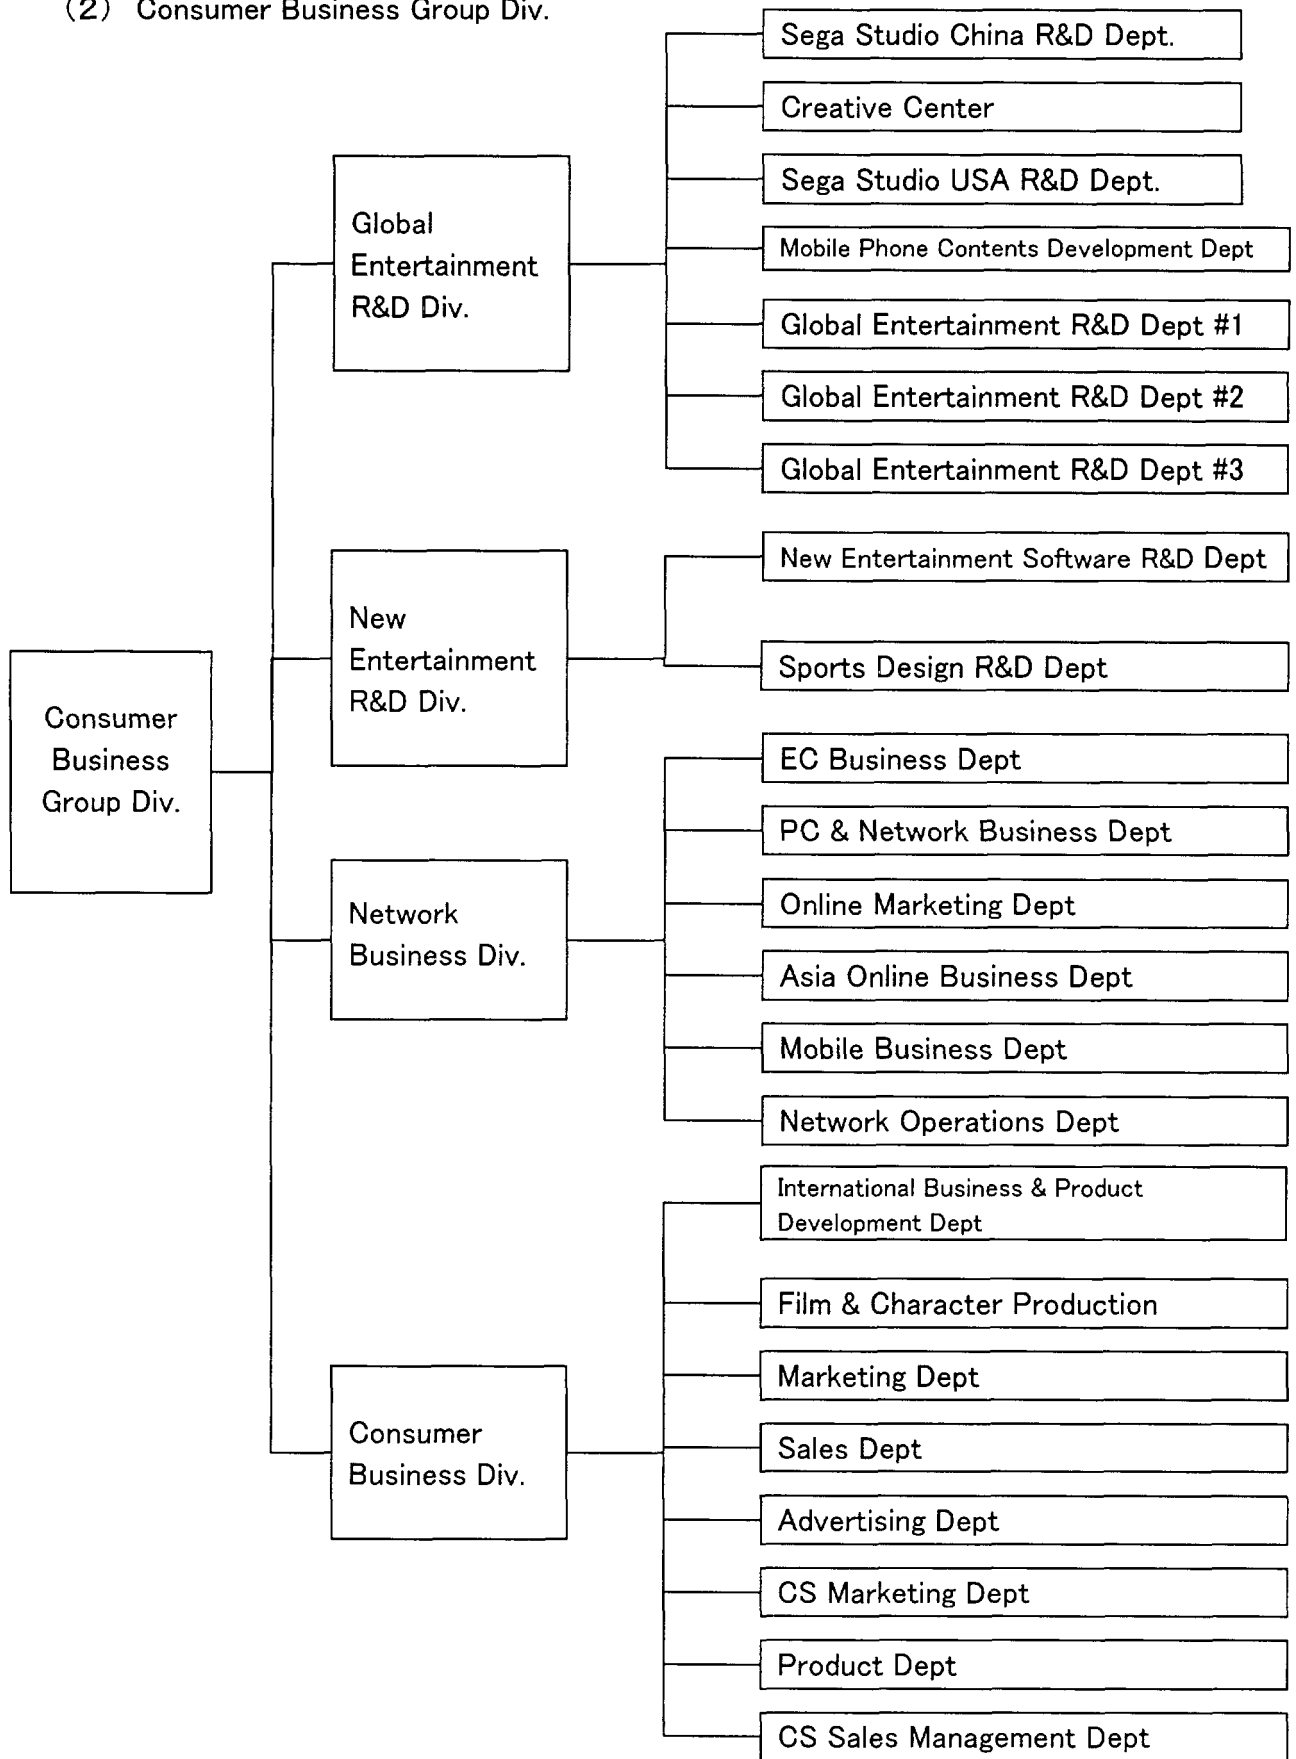 (2) Consumer Business Group Div.
Sega Studio China R&D Dept.
Creative Center
Sega Studio USA R&D Dept.
Global
Entertainment
R&D Div.
Mobile Phone Contents Development Dept
Global Entertainment R&D Dept #1
Global Entertainment R&D Dept #2
Global Entertainment R&D Dept #3
New Entertainment Software R&D Dept
New
Entertainment
R&D Div.
Sports Design R&D Dept
Consumer
Business
Group Div.
EC Business Dept
PC & Network Business Dept
Online Marketing Dept
Network
Business Div.
Asia Online Business Dept
Mobile Business Dept
Network Operations Dept
International Business & Product
Development Dept
Film & Character Production
Marketing Dept
Consumer
Business Div.
Sales Dept
Advertising Dept
CS Marketing Dept
Product Dept
CS Sales Management Dept